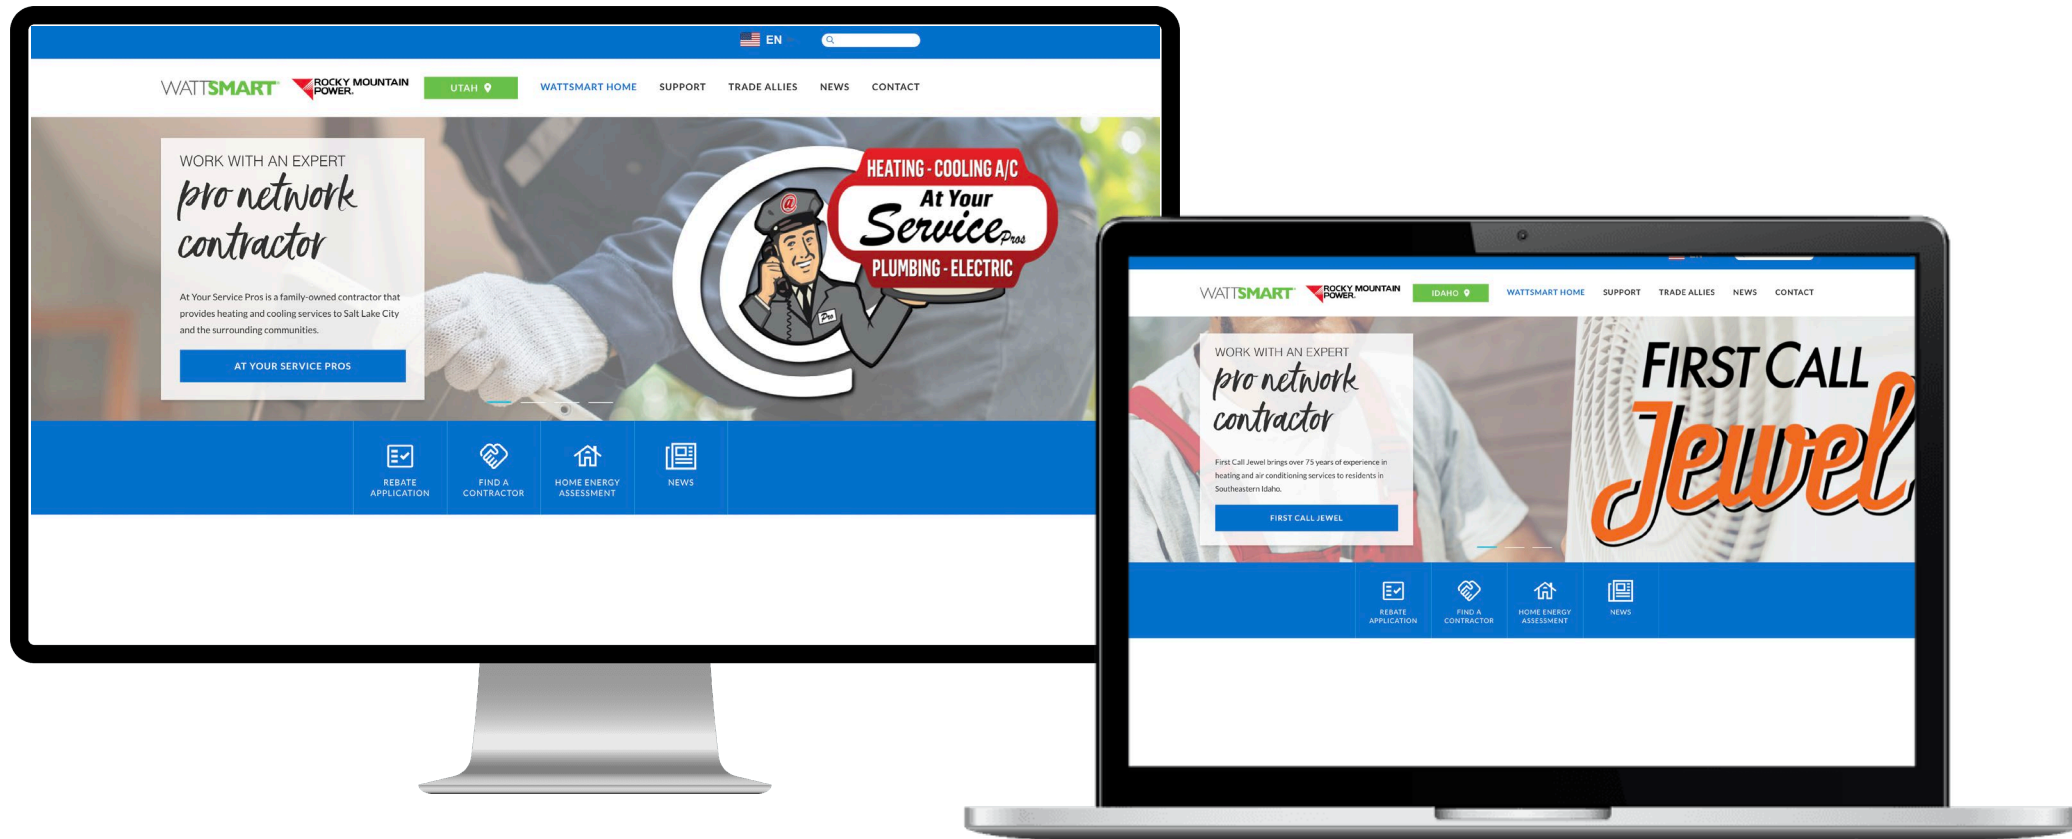 EN
WATTSMART
ROCKY MOUNTAIN
POWER.
UTAH
WATTSMART HOME
SUPPORT
TRADE ALLIES
NEWS
CONTACT
WORK WITH AN EXPERT
pro network
contractor
At Your Service Pros is a family-owned contractor that
provides heating and cooling services to Salt Lake City
and the surrounding communities.
AT YOUR SERVICE PROS
HEATING - COOLING A/C
At Your
Service Pros
PLUMBING - ELECTRIC
@
Pro
REBATE
APPLICATION
FIND A
CONTRACTOR
HOME ENERGY
ASSESSMENT
NEWS
WATTSMART
ROCKY MOUNTAIN
POWER.
IDAHO
WATTSMART HOME
SUPPORT
TRADE ALLIES
NEWS
CONTACT
WORK WITH AN EXPERT
pro network
contractor
First Call Jewel brings over 75 years of experience in
heating and air conditioning services to residents in
Southeastern Idaho.
FIRST CALL JEWEL
FIRST CALL
Jewel
REBATE
APPLICATION
FIND A
CONTRACTOR
HOME ENERGY
ASSESSMENT
NEWS